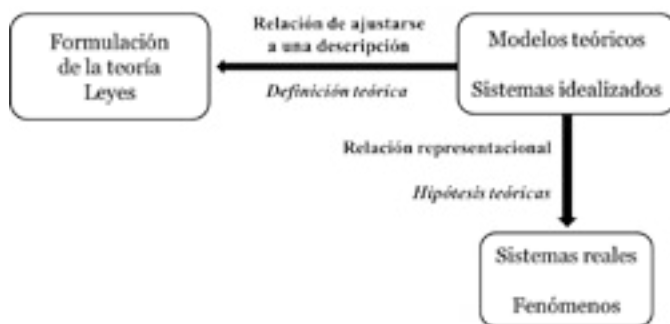 Formulación
de la teoría
Leyes
Relación de ajustarse
a una descripción
Definición teórica
Modelos teóricos
Sistemas idealizados
Relación representacional
Hipótesis teóricas
Sistemas reales
Fenómenos